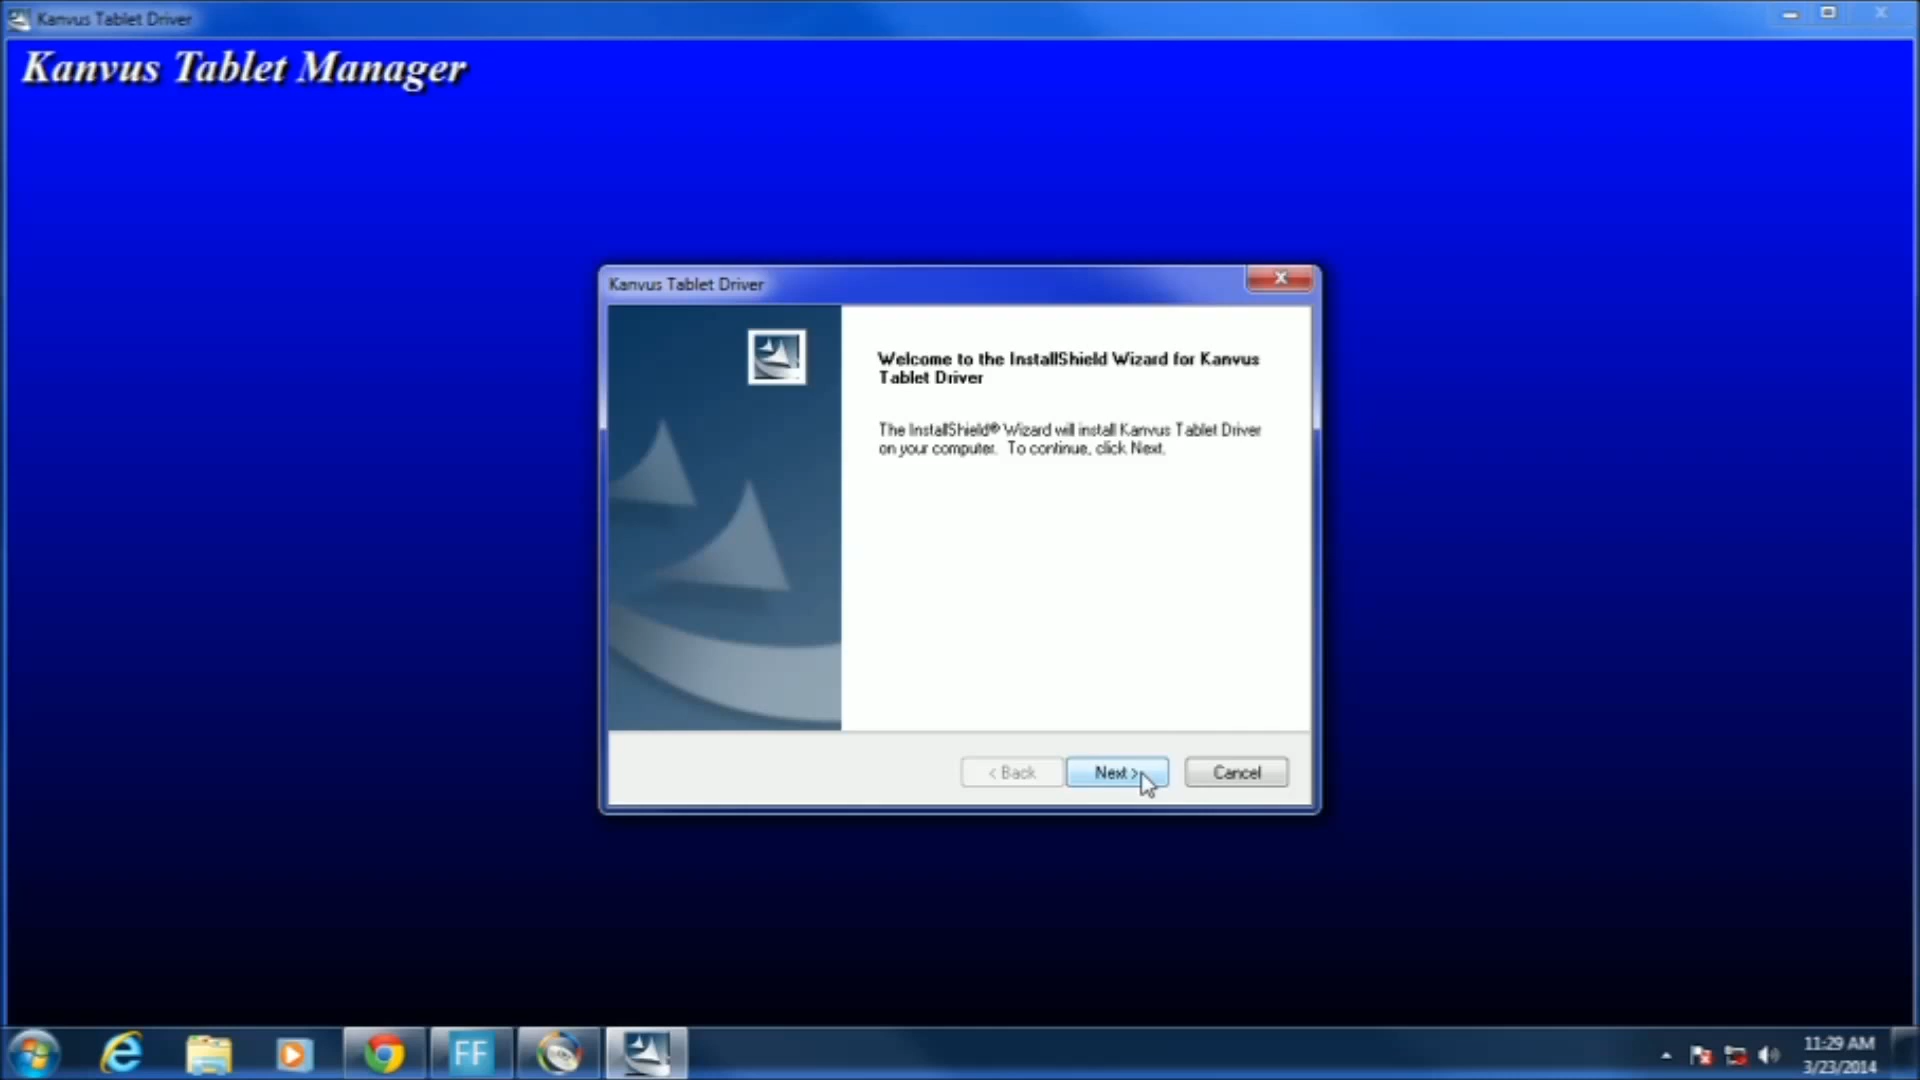 Kanvus Tablet Driver
Kanvus Tablet Manager
Kanvus Tablet Driver
Welcome to the InstallShield Wizard for Kanvus
Tablet Driver
The InstallShield® Wizard will install Kanvus Tablet Driver
on your computer. To continue, click Next.
< Back
Next >
Cancel
FF
11:29 AM
3/23/2014